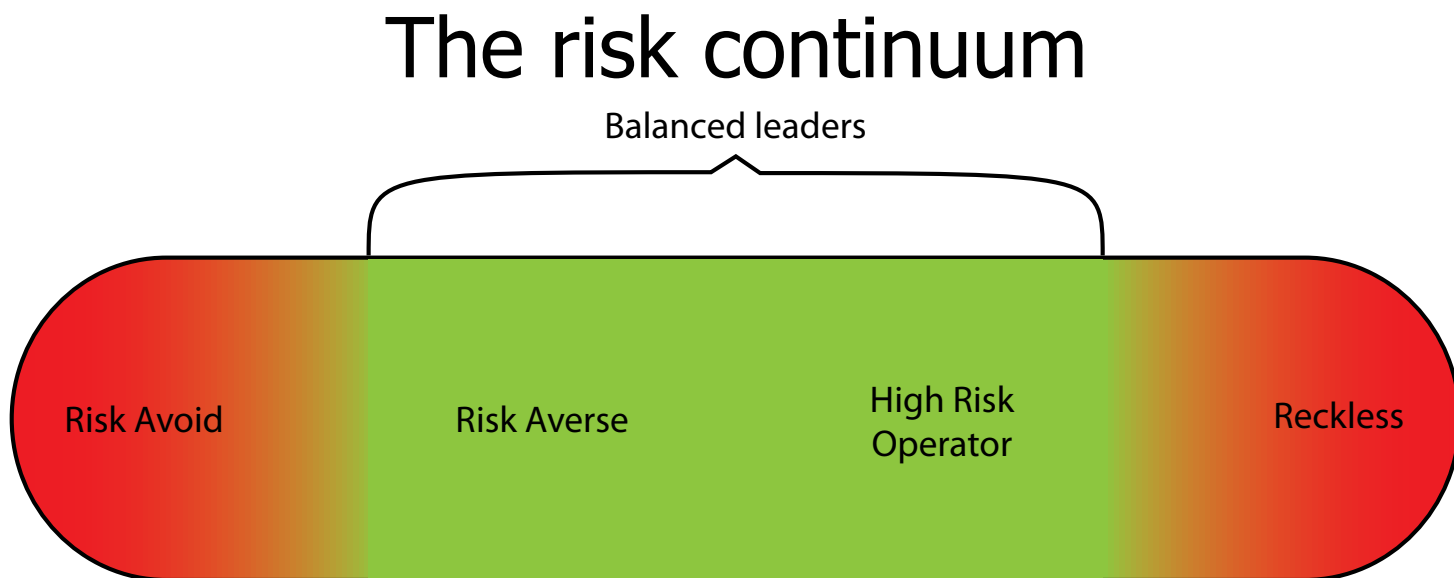 The risk continuum
Balanced leaders
Risk Avoid
Risk Averse
High Risk
Operator
Reckless